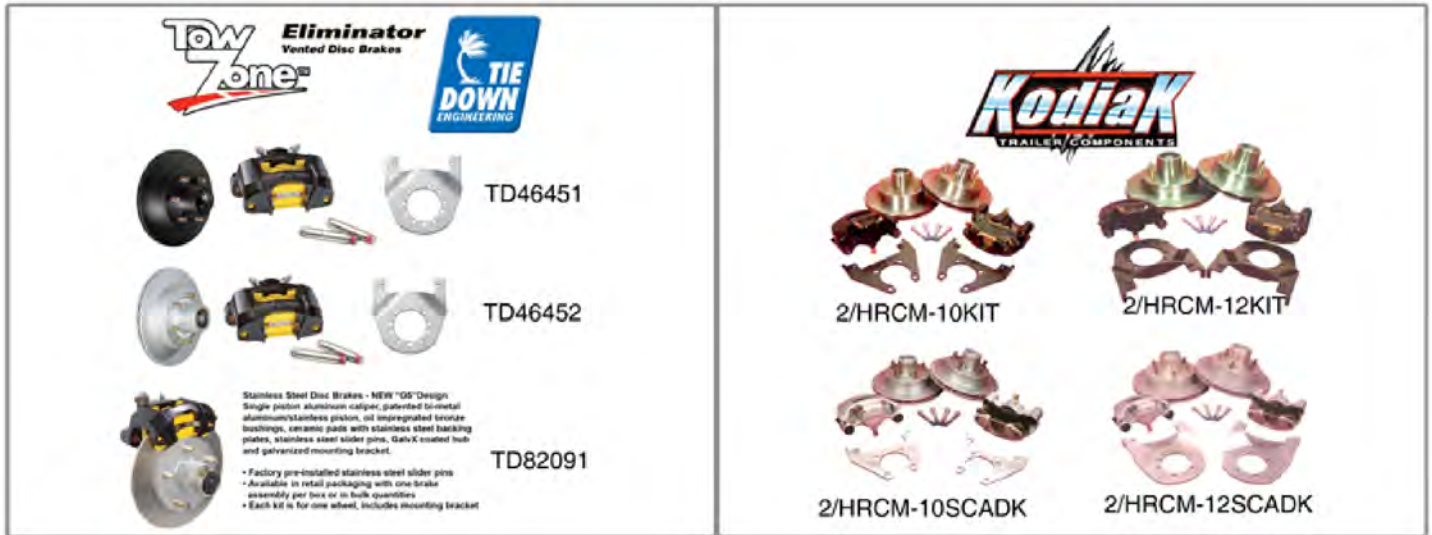 Tow
Zone
Eliminator
Vented Disc Brakes
TIE
DOWN
ENGINEERING
TD46451
TD46452
Stainless Steel Disc Brakes - NEW "G5" Design
Single piston aluminum caliper, patented bi-metal
aluminum/stainless piston, oil impregnated bronze
bushings, ceramic pads with stainless steel backing
plates, stainless steel slider pins, GalvX coated hub
and galvanized mounting bracket.
• Factory pre-installed stainless steel slider pins
• Available in retail packaging with one brake
assembly per box or in bulk quantities
• Each kit is for one wheel, includes mounting bracket
TD82091
KodiaK
TRAILER COMPONENTS
2/HRCM-10KIT
2/HRCM-12KIT
2/HRCM-10SCADK
2/HRCM-12SCADK